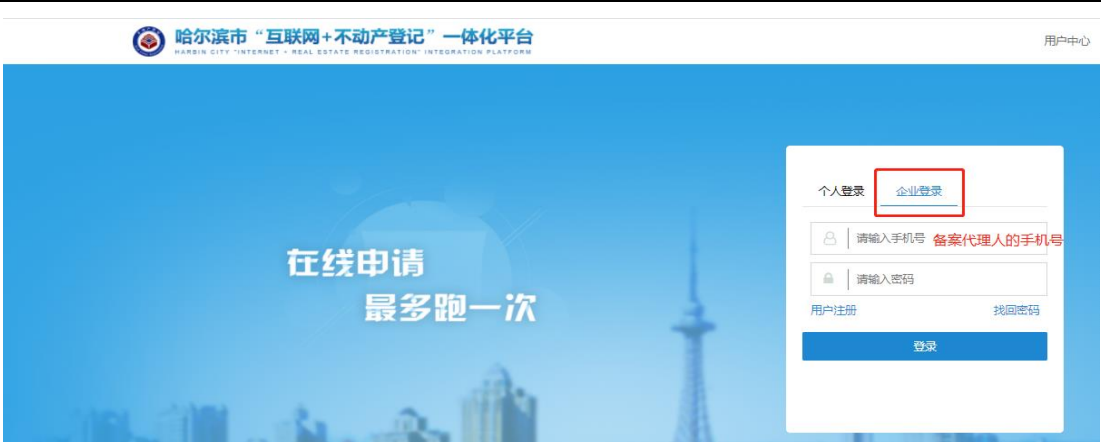 哈尔滨市“互联网+不动产登记”一体化平台
HARBIN CITY "INTERNET + REAL ESTATE REGISTRATION" INTEGRATION PLATFORM
用户中心
在线申请
最多跑一次
个人登录 企业登录
请输入手机号 备案代理人的手机号
请输入密码
用户注册 找回密码
登录